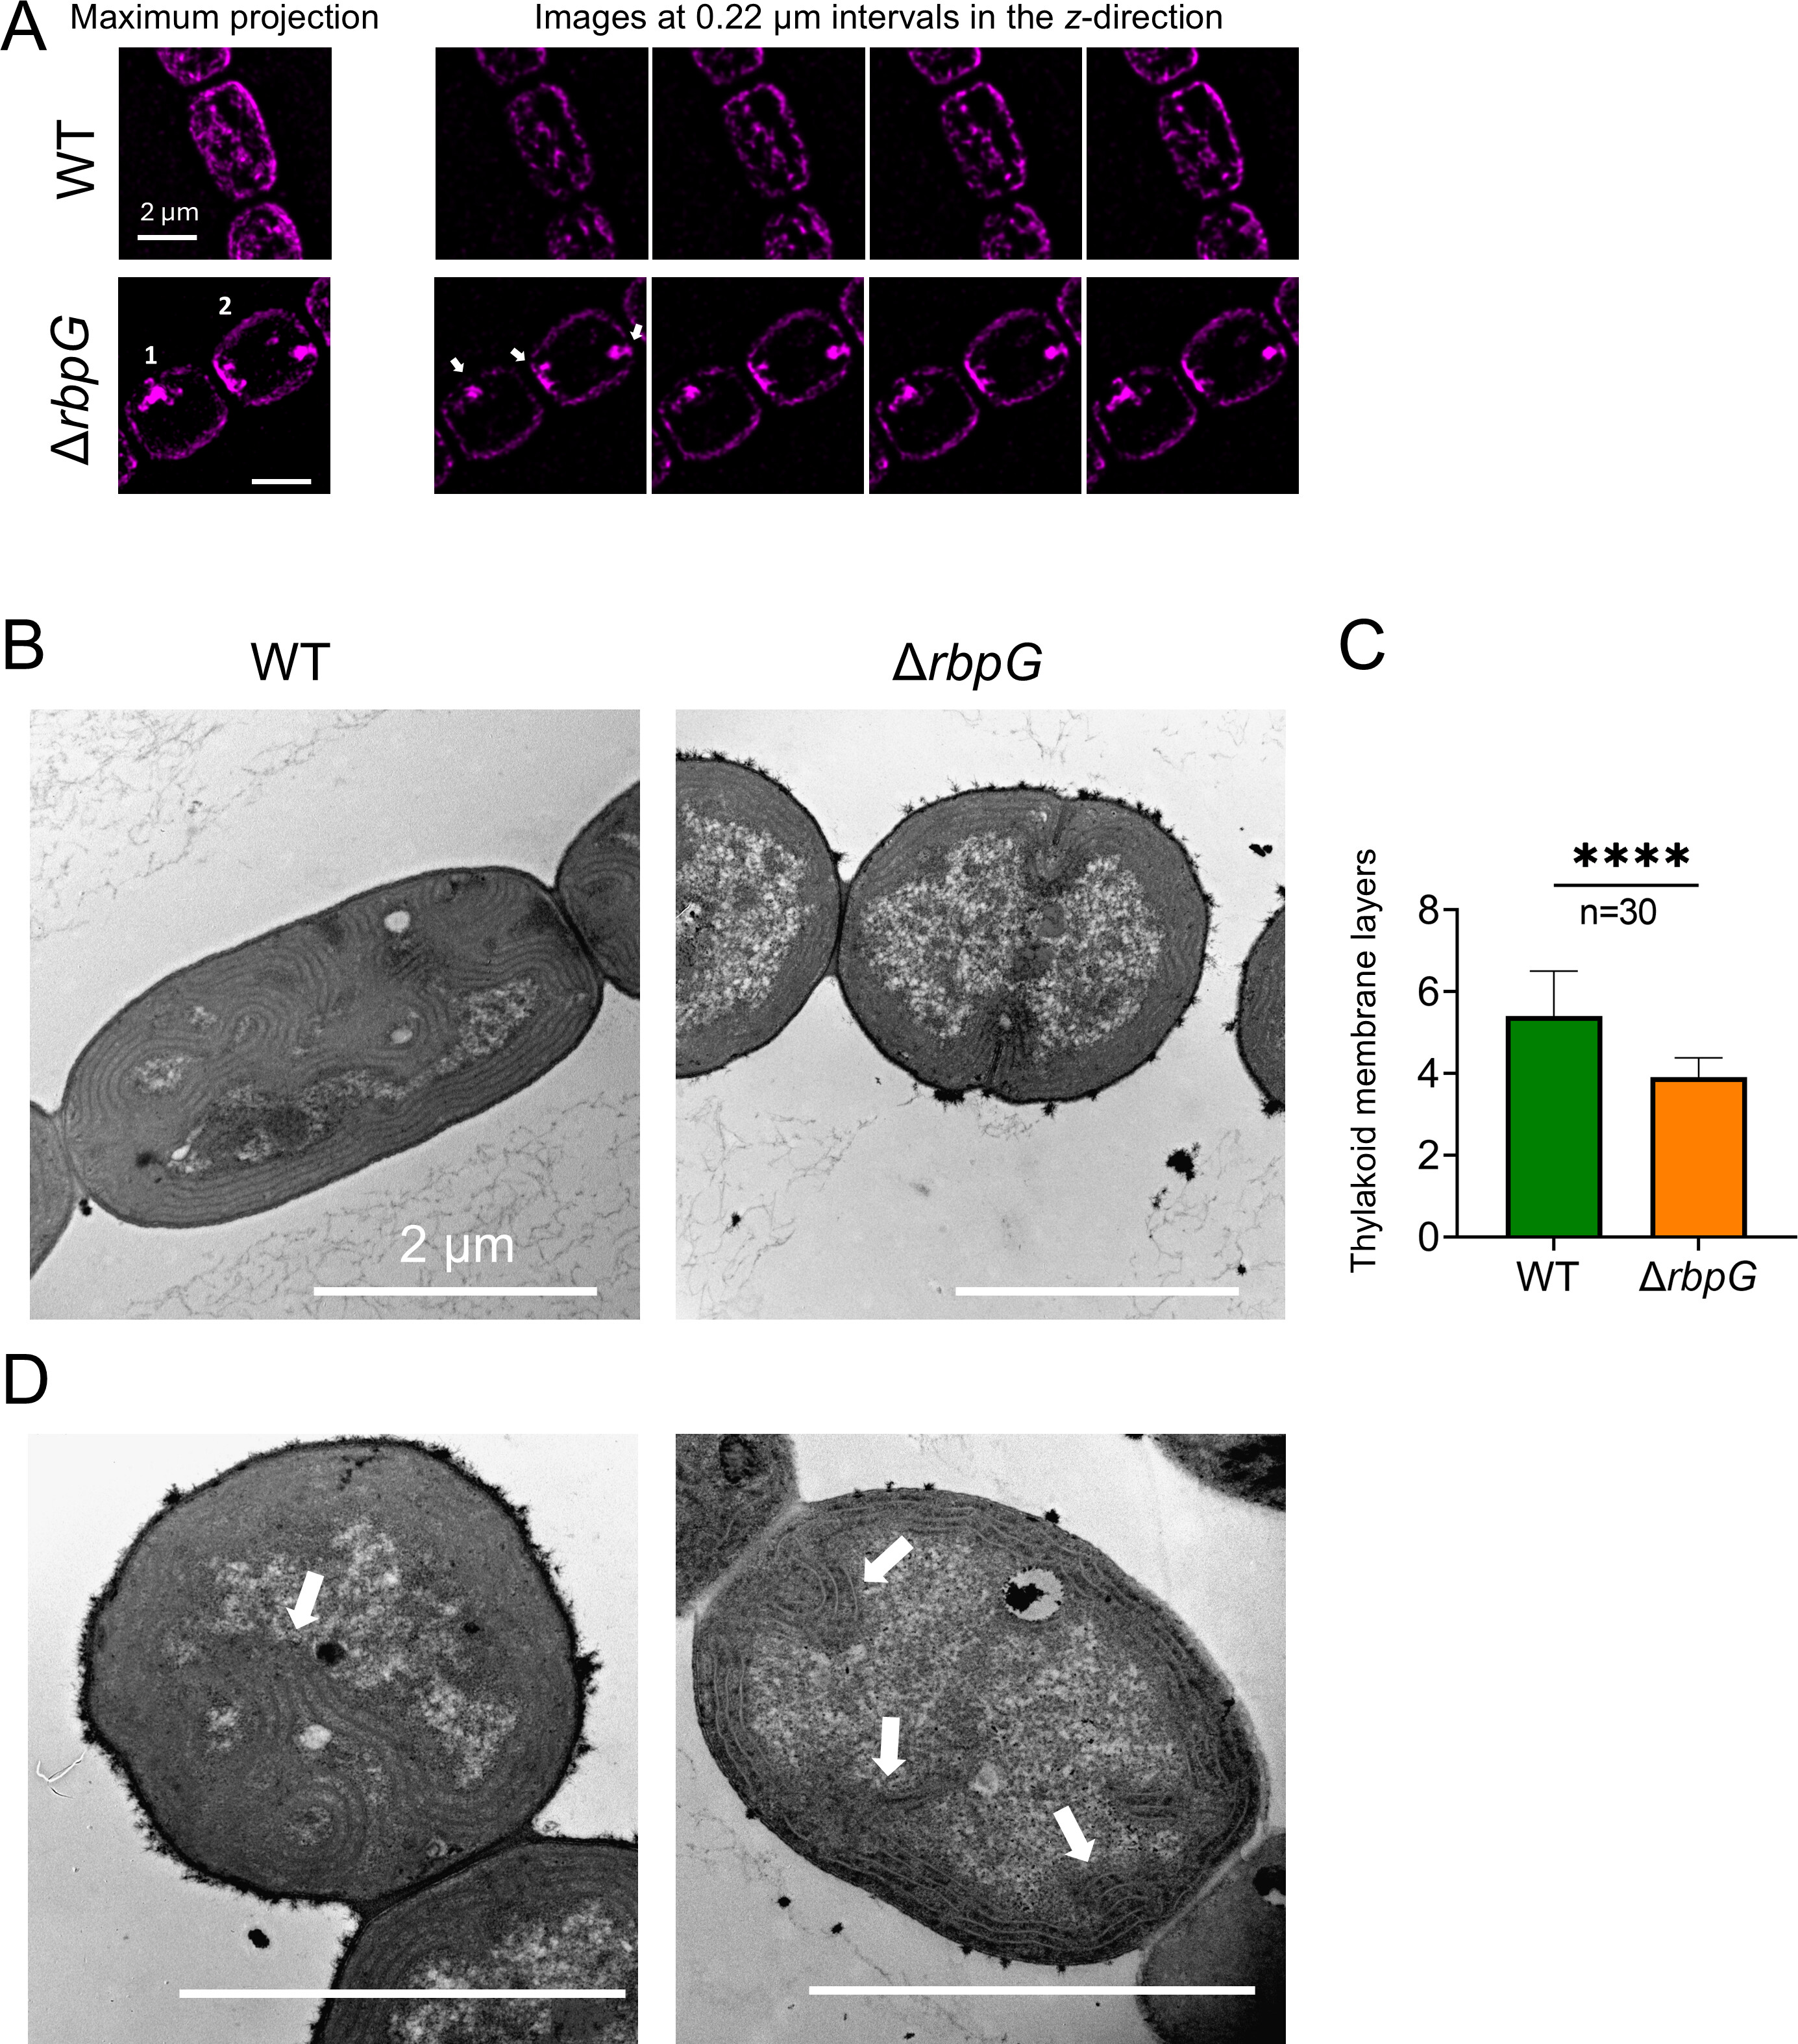 A
Maximum projection
Images at 0.22 µm intervals in the z-direction
WT
2 µm
ΔrbpG
1
2
B
WT
ΔrbpG
2 µm
C
Thylakoid membrane layers
****
n=30
8
6
4
2
0
WT
ΔrbpG
D